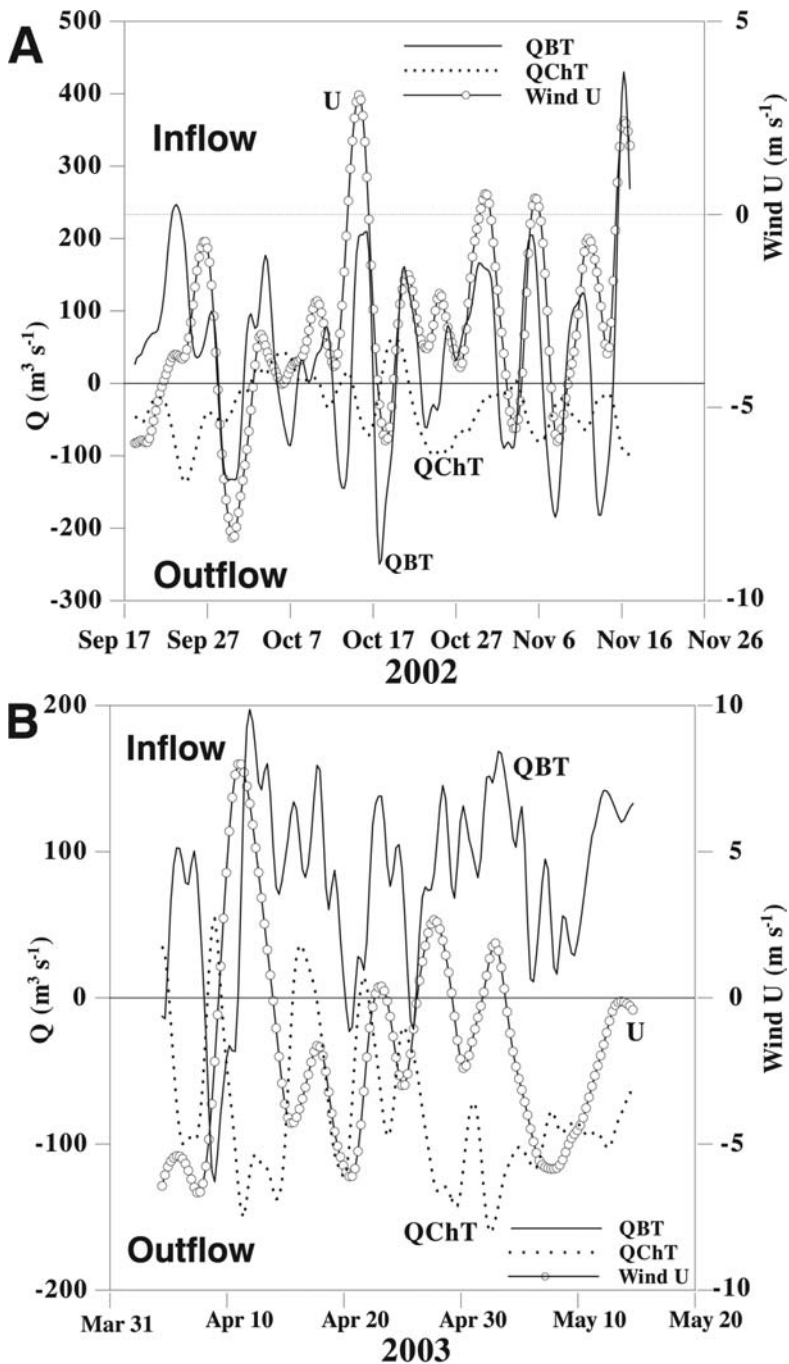 A
500
400
300
200
100
0
-100
-200
-300
Q (m³ s⁻¹)
5
0
-5
-10
Wind U (m s⁻¹)
QBT
QChT
Wind U
U
Inflow
QChT
QBT
Outflow
Sep 17 Sep 27 Oct 7 Oct 17 Oct 27 Nov 6 Nov 16 Nov 26
2002
B
200
100
0
-100
-200
Q (m³ s⁻¹)
10
5
0
-5
-10
Wind U (m s⁻¹)
Inflow
QBT
U
QChT
Outflow
QBT
QChT
Wind U
Mar 31 Apr 10 Apr 20 Apr 30 May 10 May 20
2003